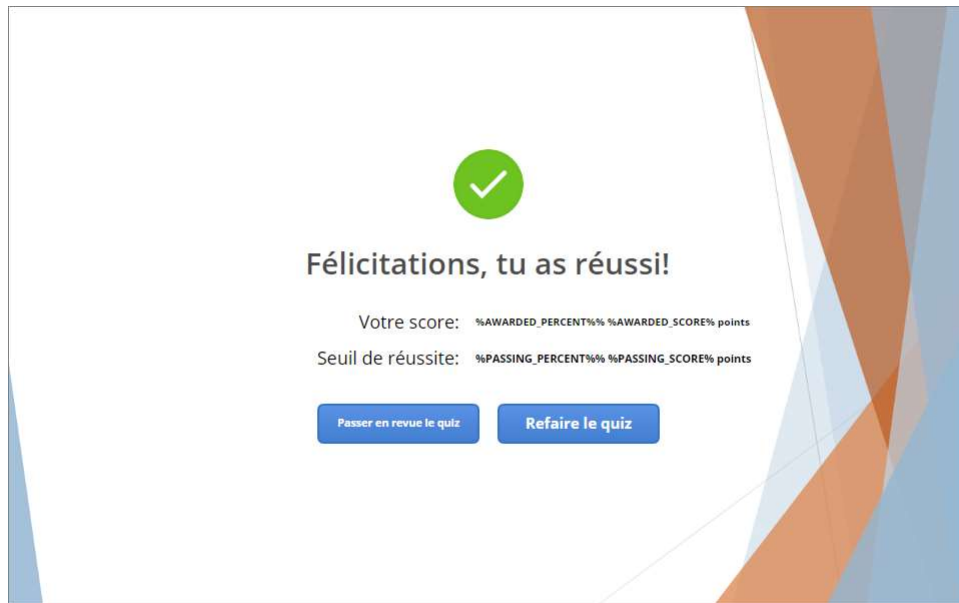 Félicitations, tu as réussi!
Votre score: %AWARDED_PERCENT%% %AWARDED_SCORE% points
Seuil de réussite: %PASSING_PERCENT%% %PASSING_SCORE% points
Passer en revue le quiz Refaire le quiz